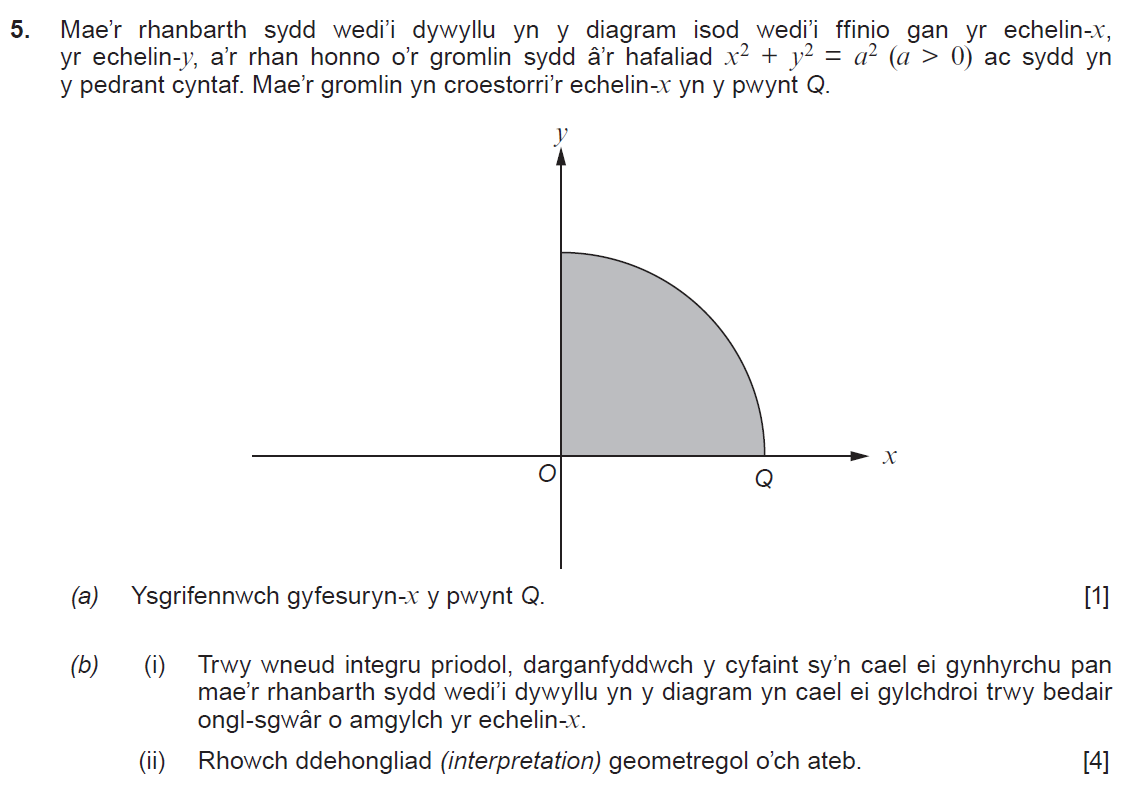 5. Mae'r rhanbarth sydd wedi'i dywyllu yn y diagram isod wedi'i ffinio gan yr echelin-x,
yr echelin-y, a'r rhan honno o'r gromlin sydd â'r hafaliad x² + y² = a² (a > 0) ac sydd yn
y pedrant cyntaf. Mae'r gromlin yn croestorri'r echelin-x yn y pwynt Q.
y
x
O
Q
(a) Ysgrifennwch gyfesuryn-x y pwynt Q. [1]
(b) (i) Trwy wneud integru priodol, darganfyddwch y cyfaint sy'n cael ei gynhyrchu pan
mae'r rhanbarth sydd wedi'i dywyllu yn y diagram yn cael ei gylchdroi trwy bedair
ongl-sgwâr o amgylch yr echelin-x.
(ii) Rhowch ddehongliad (interpretation) geometregol o'ch ateb. [4]